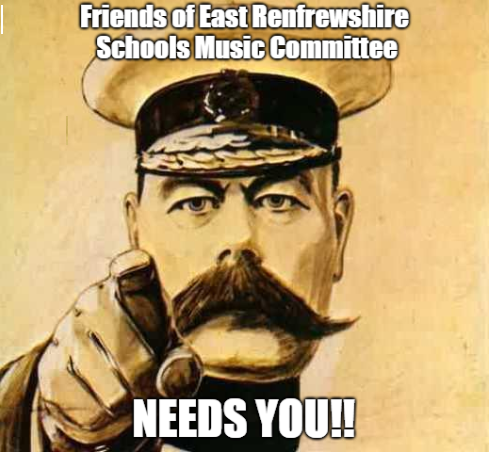 Friends of East Renfrewshire
Schools Music Committee
NEEDS YOU!!